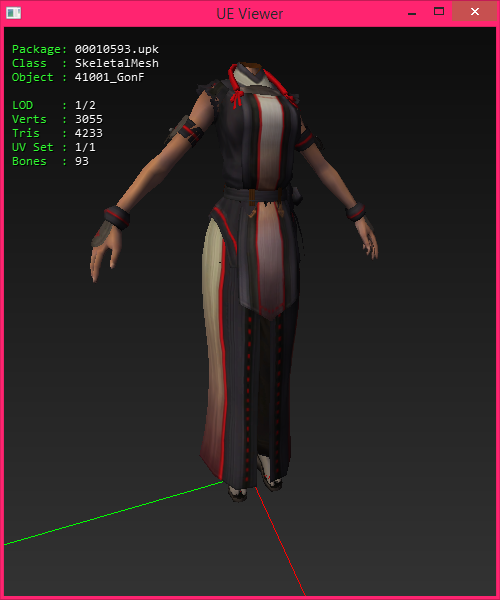 UE Viewer
Package: 00010593.upk
Class  : SkeletalMesh
Object : 41001_GonF
LOD    : 1/2
Verts  : 3055
Tris   : 4233
UV Set : 1/1
Bones  : 93